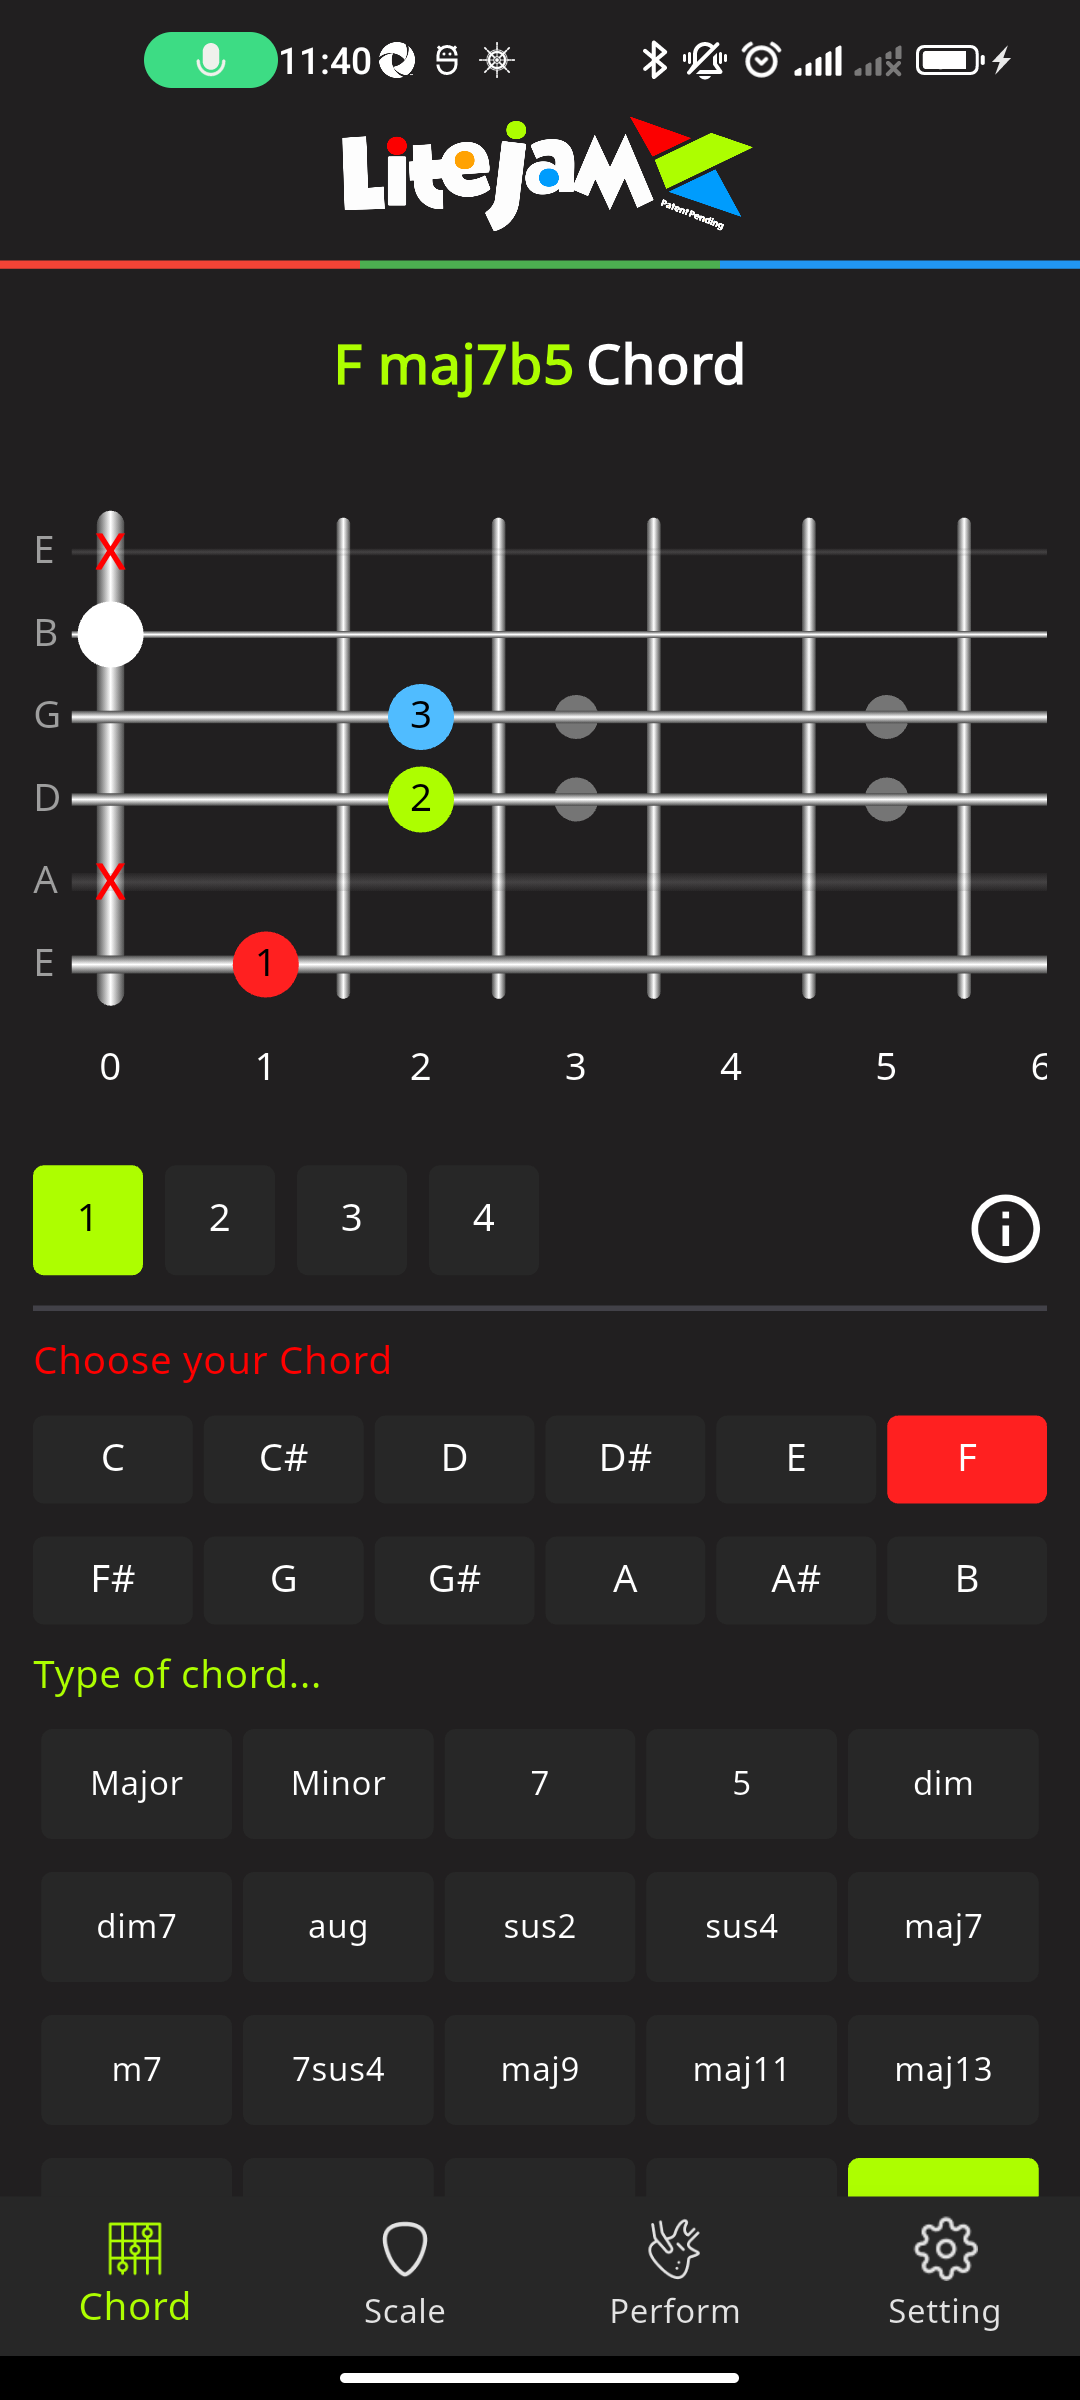 11:40
LiteJam
Patent Pending
F maj7b5 Chord
E X
B
G 3
D 2
A X
E 1
0 1 2 3 4 5 6
1 2 3 4
Choose your Chord
C C# D D# E F
F# G G# A A# B
Type of chord...
Major Minor 7 5 dim
dim7 aug sus2 sus4 maj7
m7 7sus4 maj9 maj11 maj13
Chord Scale Perform Setting